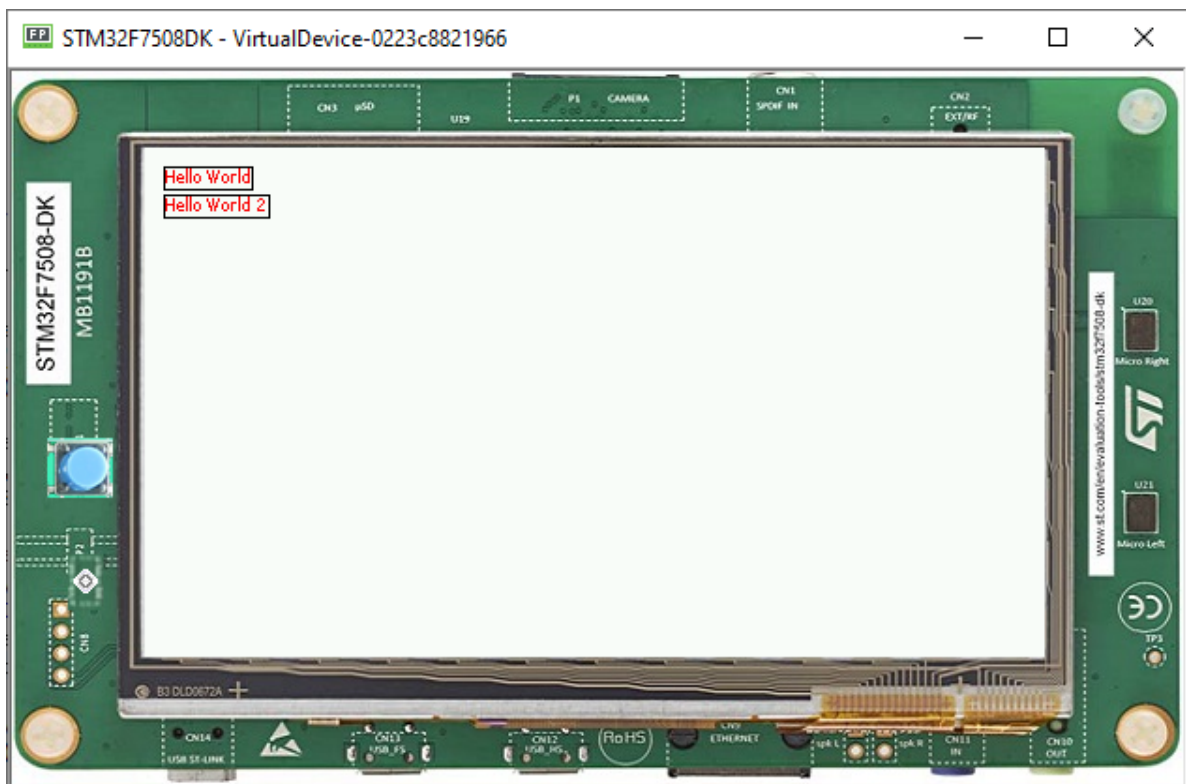 STM32F7508DK - VirtualDevice-0223c8821966
CN3 µSD
U19
P1 CAMERA
CN1
SPDIF IN
CN2
EXT/RF
Hello World
Hello World 2
STM32F7508-DK
MB1191B
www.st.com/en/evaluation-tools/stm32f7508-dk
U20
Micro Right
U21
Micro Left
P2
CN8
TP3
B3 DLD0672A
CN14
USB ST-LINK
CN13
USB_FS
CN12
USB_HS
RoHS
CN9
ETHERNET
spk L
spk R
CN11
IN
CN10
OUT